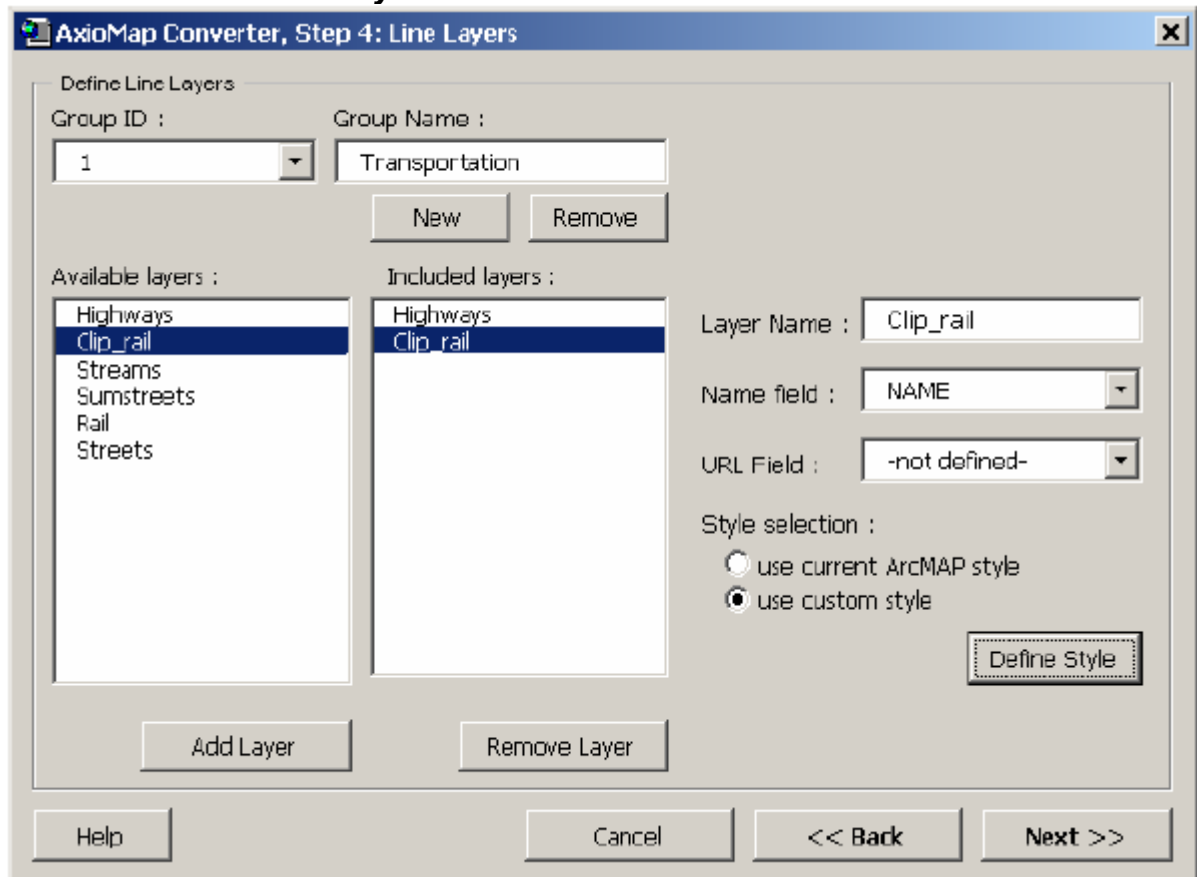 AxioMap Converter, Step 4: Line Layers
Define Line Layers
Group ID :
Group Name :
1
Transportation
New
Remove
Available layers :
Included layers :
Highways
Clip_rail
Streams
Sumstreets
Rail
Streets
Highways
Clip_rail
Layer Name :
Clip_rail
Name field :
NAME
URL Field :
-not defined-
Style selection :
use current ArcMAP style
use custom style
Define Style
Add Layer
Remove Layer
Help
Cancel
<< Back
Next >>